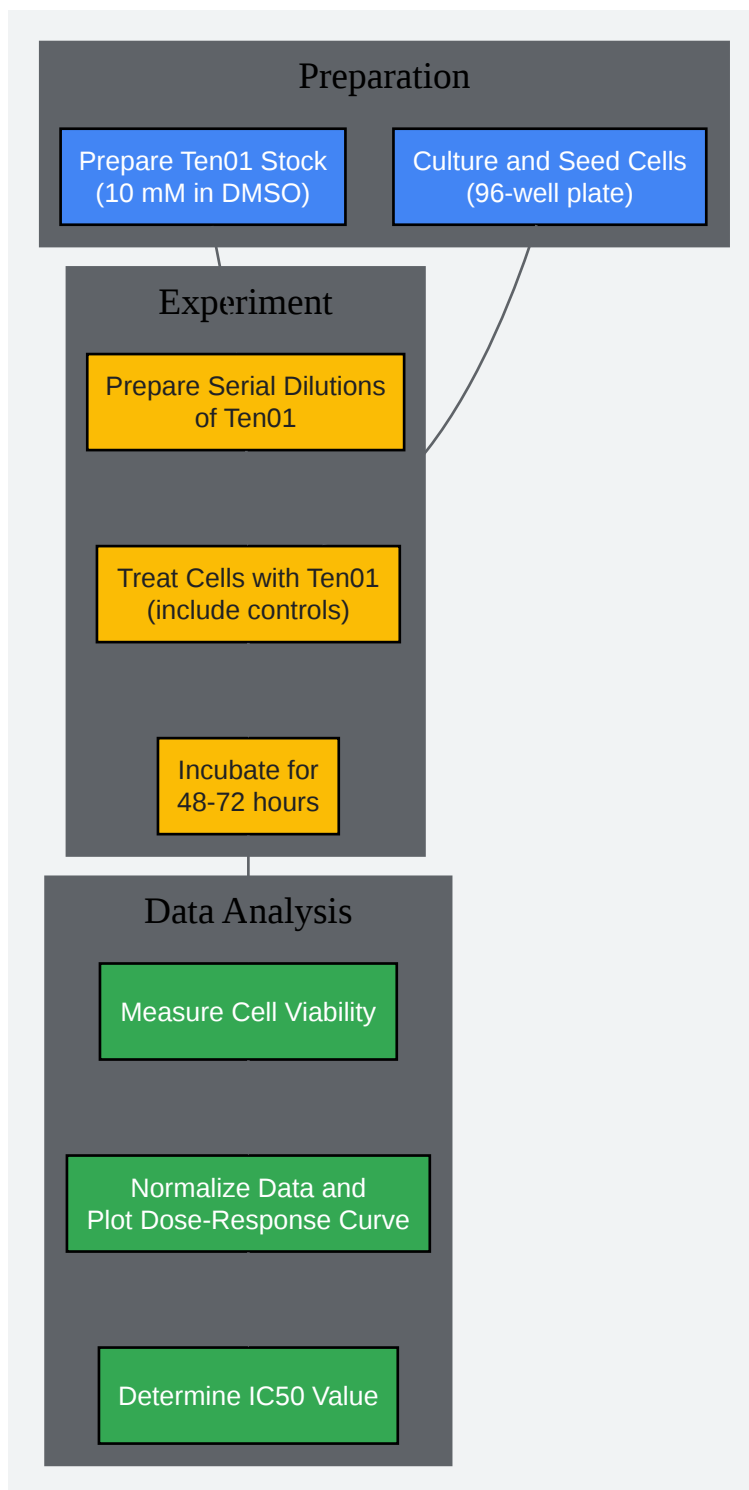 Preparation
Prepare Ten01 Stock
(10 mM in DMSO)
Culture and Seed Cells
(96-well plate)
Experiment
Prepare Serial Dilutions
of Ten01
Treat Cells with Ten01
(include controls)
Incubate for
48-72 hours
Data Analysis
Measure Cell Viability
Normalize Data and
Plot Dose-Response Curve
Determine IC50 Value